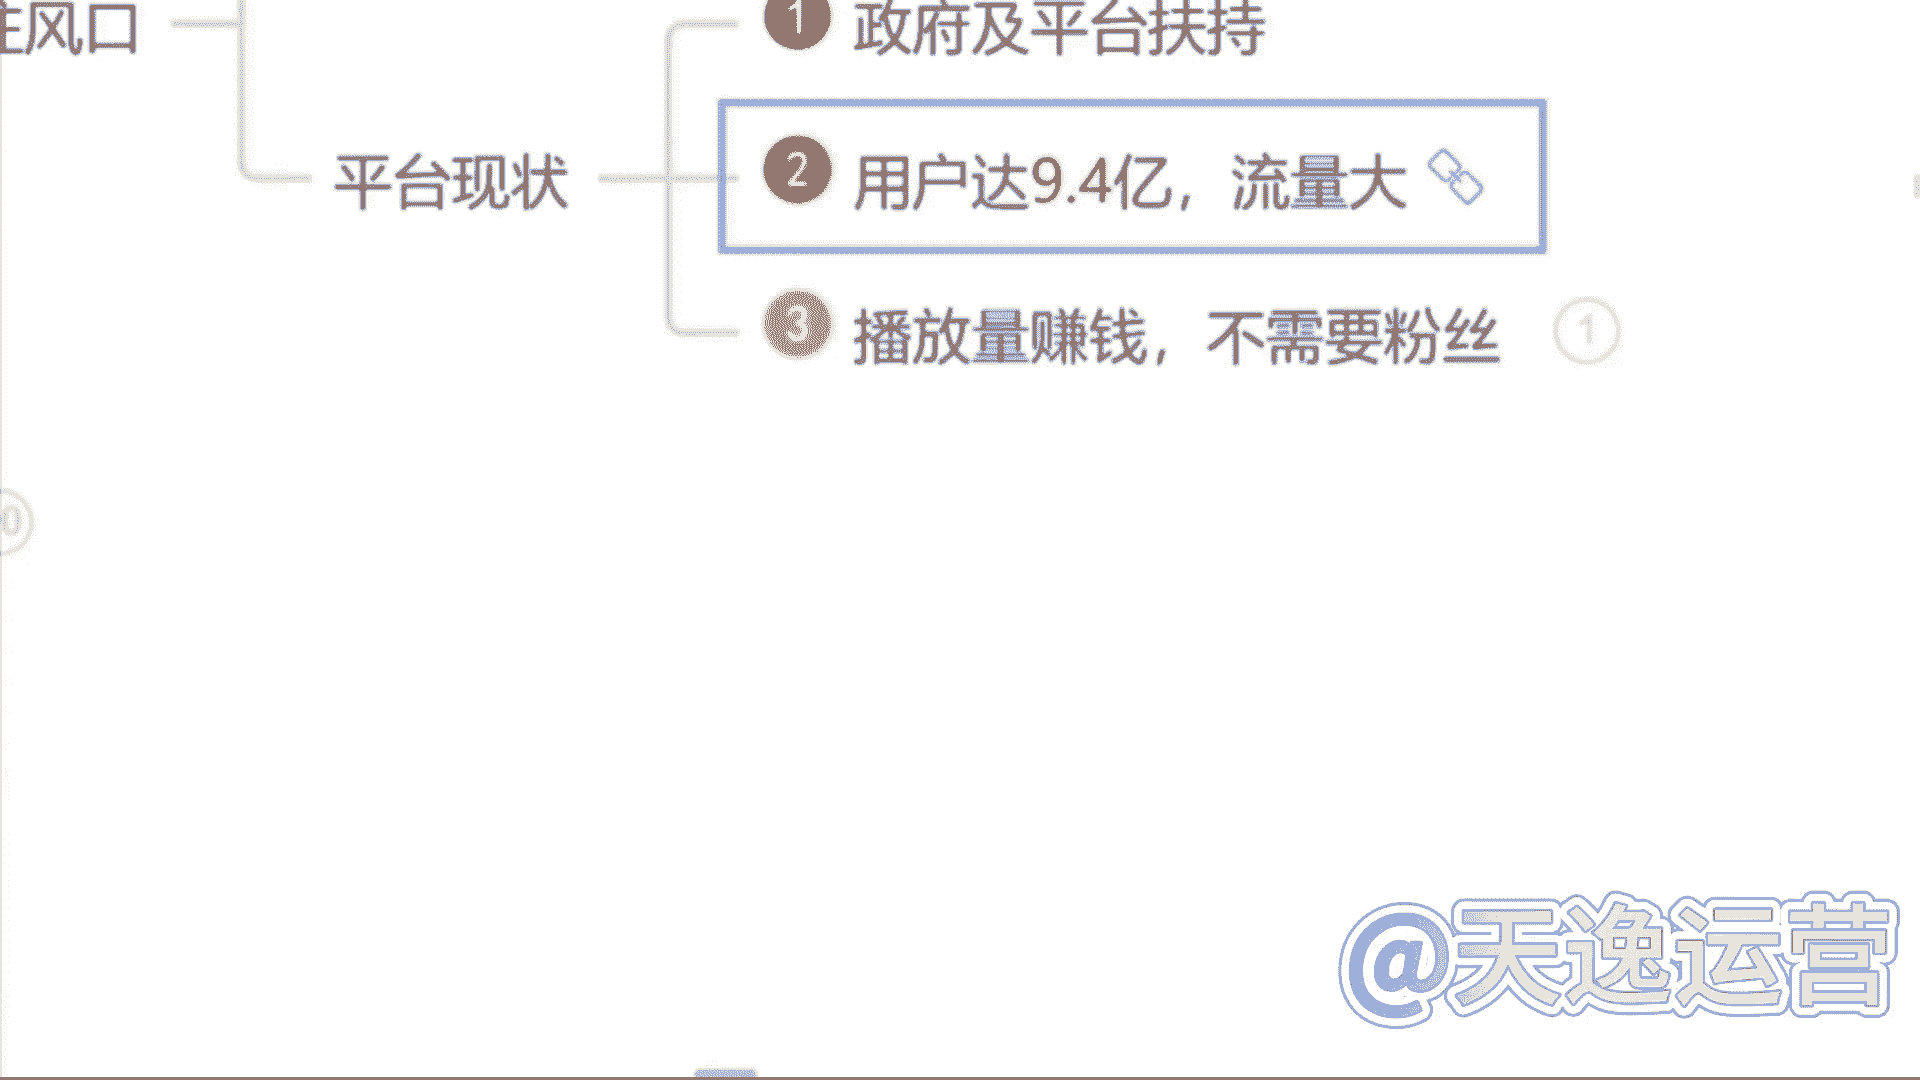 主风口
1 政府及平台扶持
平台现状
2 用户达9.4亿，流量大
3 播放量赚钱，不需要粉丝 1
@天逸运营